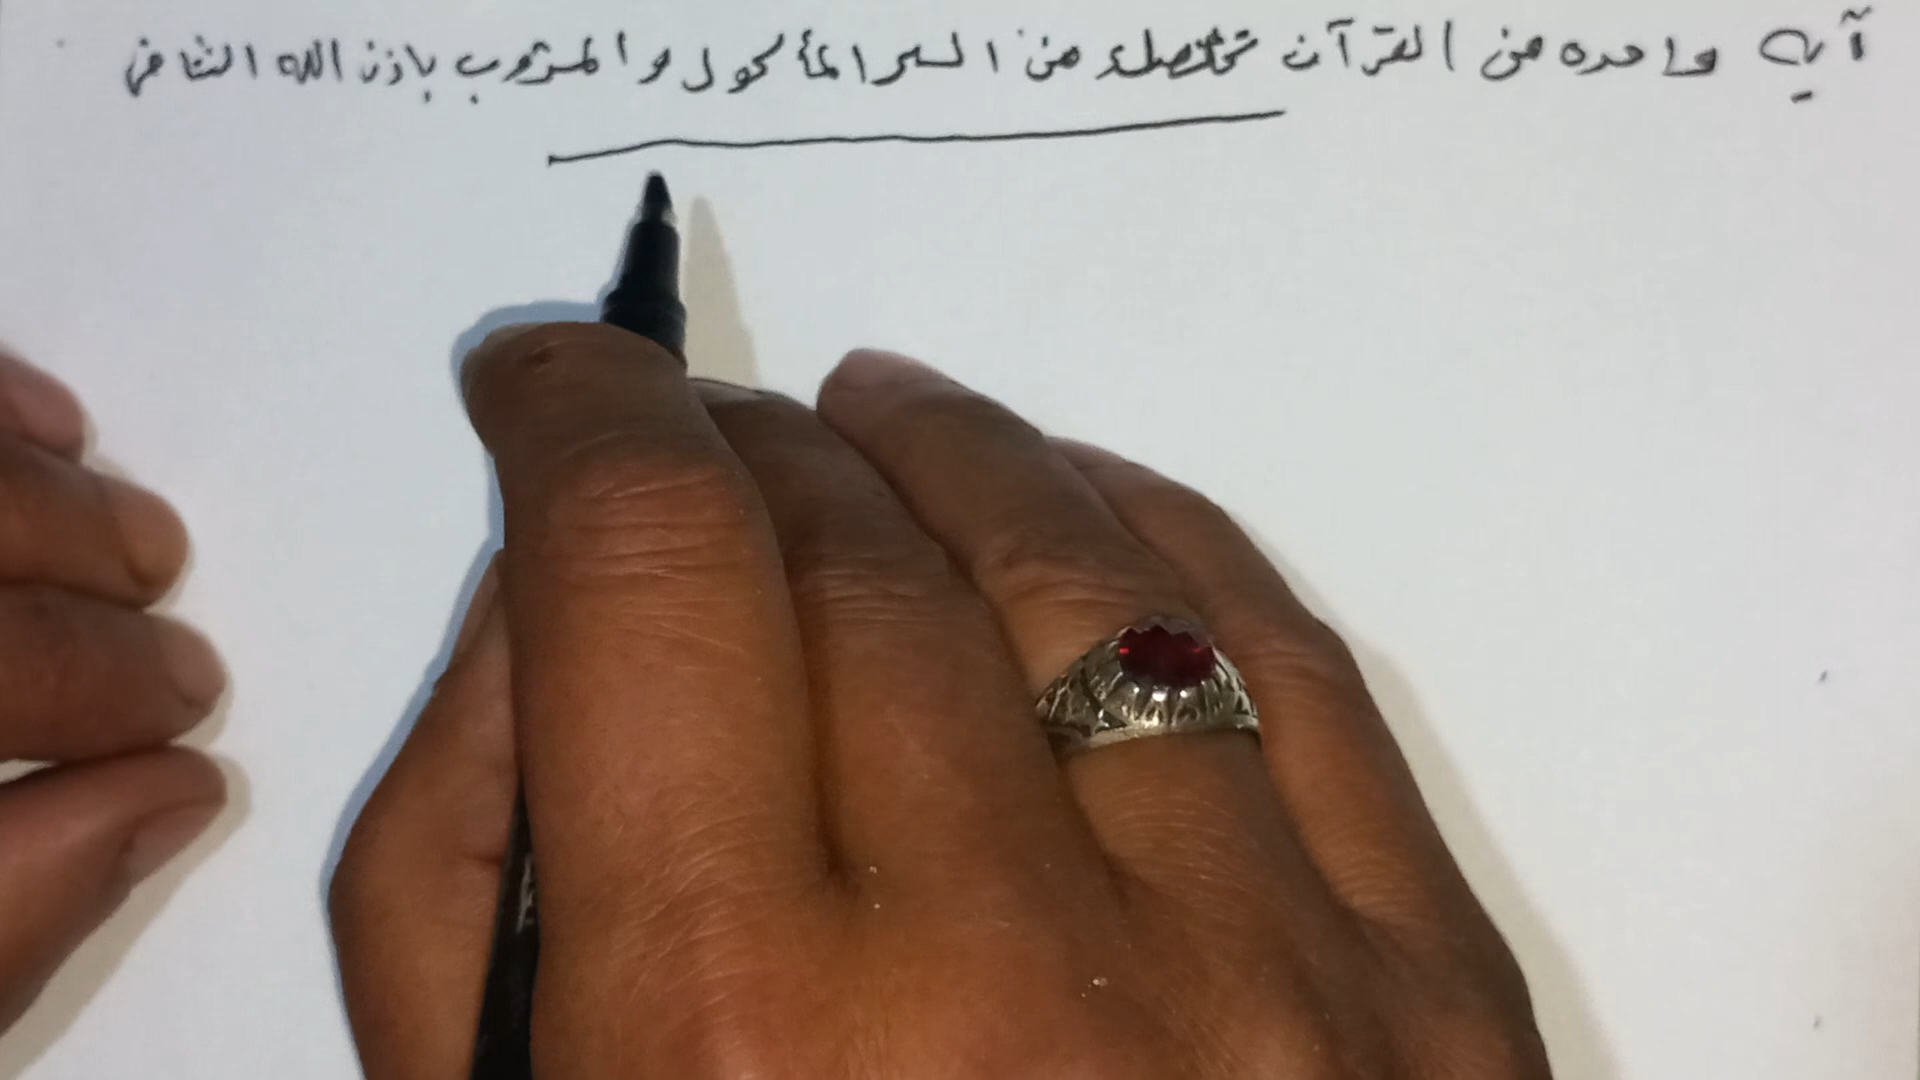 آيه واحده من القرآن تخلصك من السحر المأكول والمشروب باذن الله الشافي